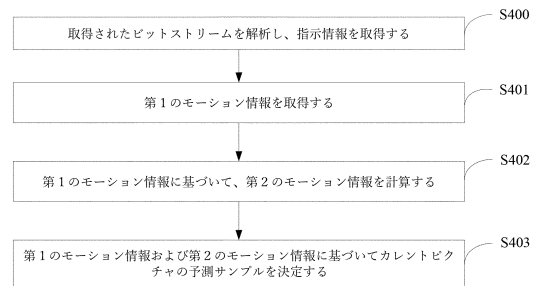 取得されたビットストリームを解析し、指示情報を取得する
S400
第１のモーション情報を取得する
S401
第１のモーション情報に基づいて、第２のモーション情報を計算する
S402
第１のモーション情報および第２のモーション情報に基づいてカレントピク
チャの予測サンプルを決定する
S403